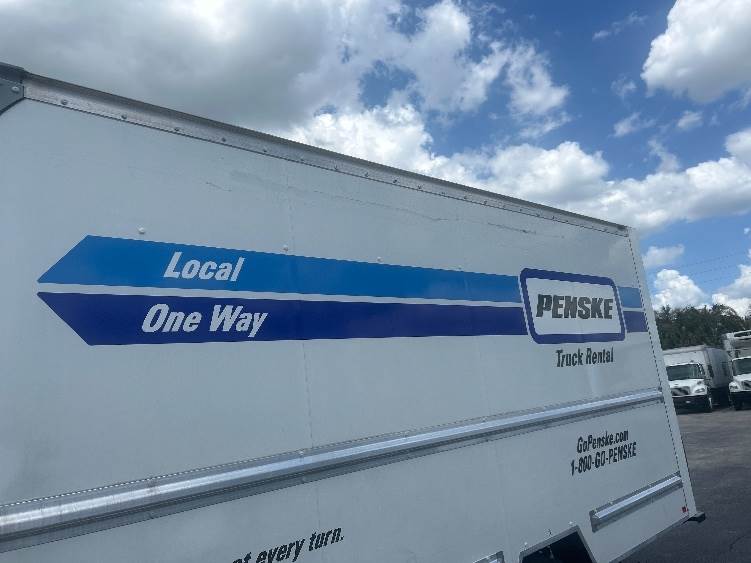 Local
One Way
PENSKE
Truck Rental
GoPenske.com
1-800-GO-PENSKE
every turn.